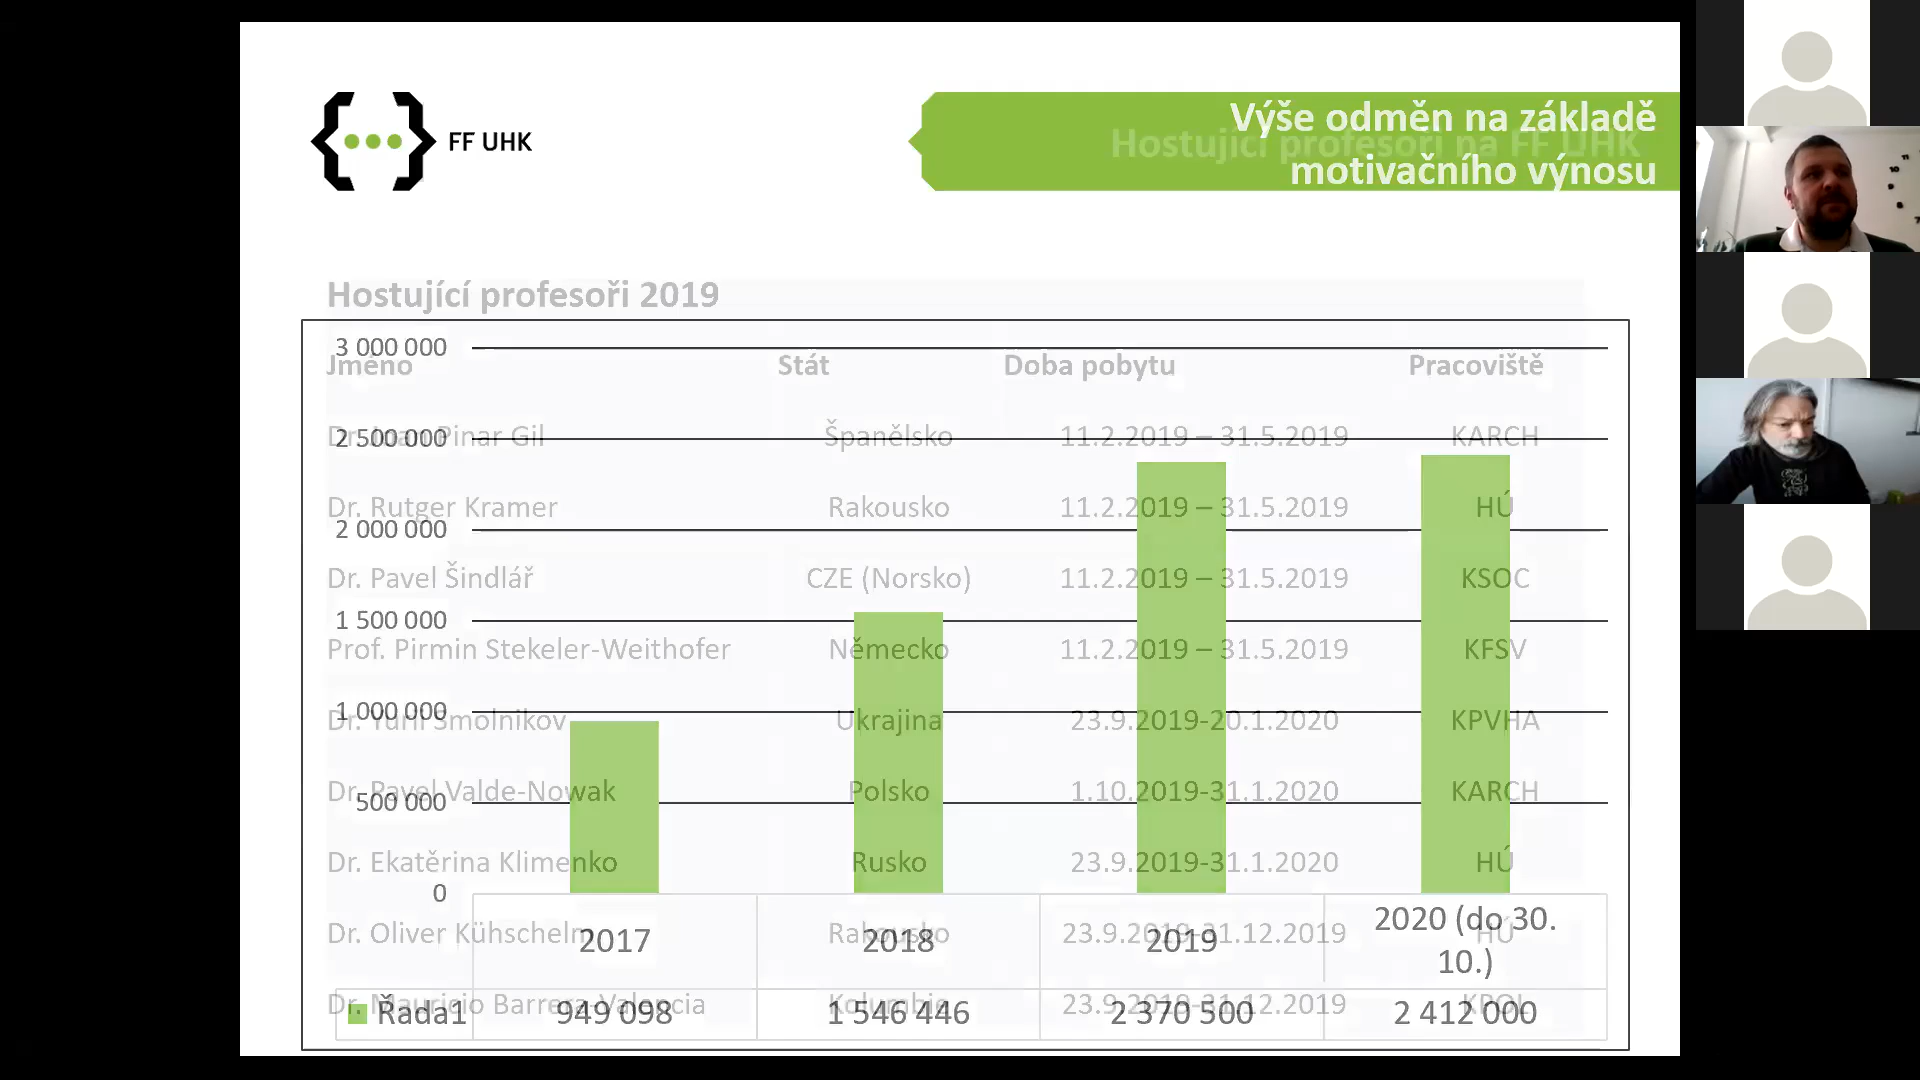 FF UHK
Výše odměn na základě
motivačního výnosu
Hostující profesoři na FF UHK
Hostující profesoři 2019
Jméno Stát Doba pobytu Pracoviště
Dr. Pinar Gil Španělsko 11.2.2019 – 31.5.2019 KARCH
Dr. Rutger Kramer Rakousko 11.2.2019 – 31.5.2019 HÚ
Dr. Pavel Šindlář CZE (Norsko) 11.2.2019 – 31.5.2019 KSOC
Prof. Pirmin Stekeler-Weithofer Německo 11.2.2019 – 31.5.2019 KFSV
Dr. Yurii Smolnikov Ukrajina 23.9.2019-20.1.2020 KPVHA
Dr. Pavel Valde-Nowak Polsko 1.10.2019-31.1.2020 KARCH
Dr. Ekatěrina Klimenko Rusko 23.9.2019-31.1.2020 HÚ
Dr. Oliver Kühschelm Rakousko 23.9.2019-31.12.2019 HÚ
Dr. Mauricio Barrera-Valencia Kolumbie 23.9.2019-31.12.2019 KPOL
3 000 000
2 500 000
2 000 000
1 500 000
1 000 000
500 000
0
2017 2018 2019 2020 (do 30.
10.)
Řada1 949 098 1 546 446 2 370 500 2 412 000